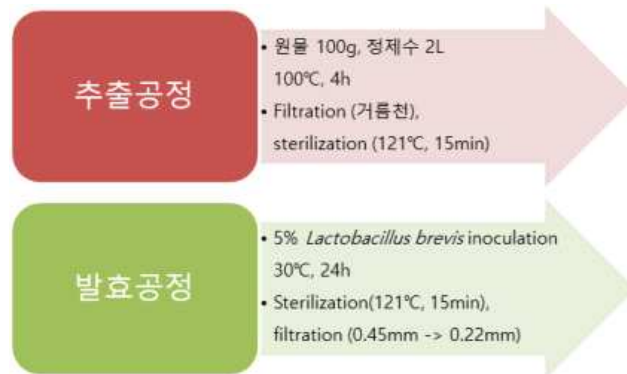 추출공정
• 원물 100g, 정제수 2L
100℃, 4h
• Filtration (거름천),
sterilization (121℃, 15min)
발효공정
• 5% Lactobacillus brevis inoculation
30℃, 24h
• Sterilization(121℃, 15min),
filtration (0.45mm -> 0.22mm)